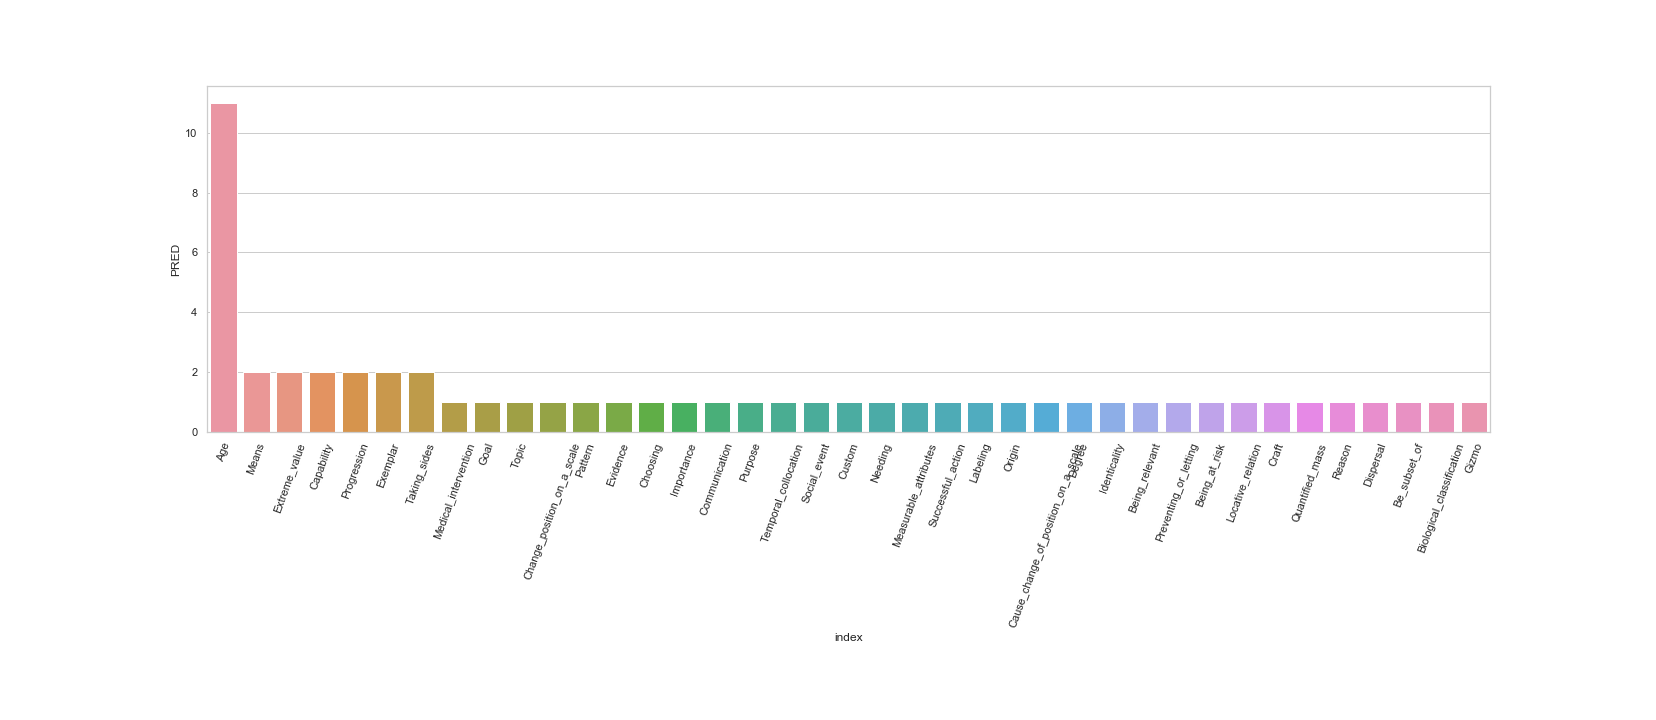 10
8
6
4
2
0
PRED
Age
Means
Extreme_value
Capability
Progression
Exemplar
Taking_sides
Medical_intervention
Goal
Topic
Change_position_on_a_scale
Pattern
Evidence
Choosing
Importance
Communication
Purpose
Temporal_collocation
Social_event
Custom
Needing
Measurable_attributes
Successful_action
Labeling
Origin
Cause_change_of_position_on_a_scale
Degree
Identicality
Being_relevant
Preventing_or_letting
Being_at_risk
Locative_relation
Craft
Quantified_mass
Reason
Dispersal
Be_subset_of
Biological_classification
Gizmo
index